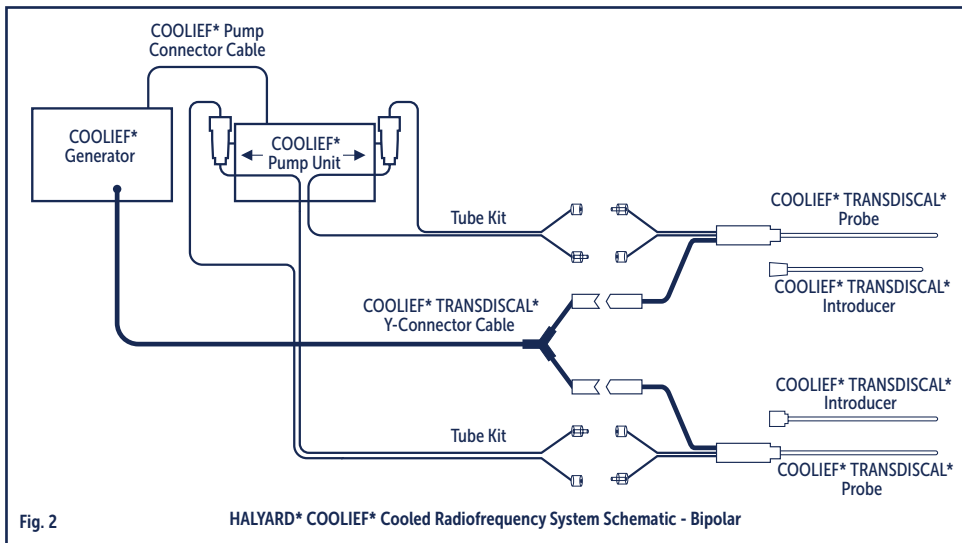 COOLIEF* Pump
Connector Cable
COOLIEF*
Generator
COOLIEF*
Pump Unit
Tube Kit
COOLIEF* TRANSDISCAL*
Probe
COOLIEF* TRANSDISCAL*
Introducer
COOLIEF* TRANSDISCAL*
Y-Connector Cable
COOLIEF* TRANSDISCAL*
Introducer
Tube Kit
COOLIEF* TRANSDISCAL*
Probe
Fig. 2
HALYARD* COOLIEF* Cooled Radiofrequency System Schematic - Bipolar